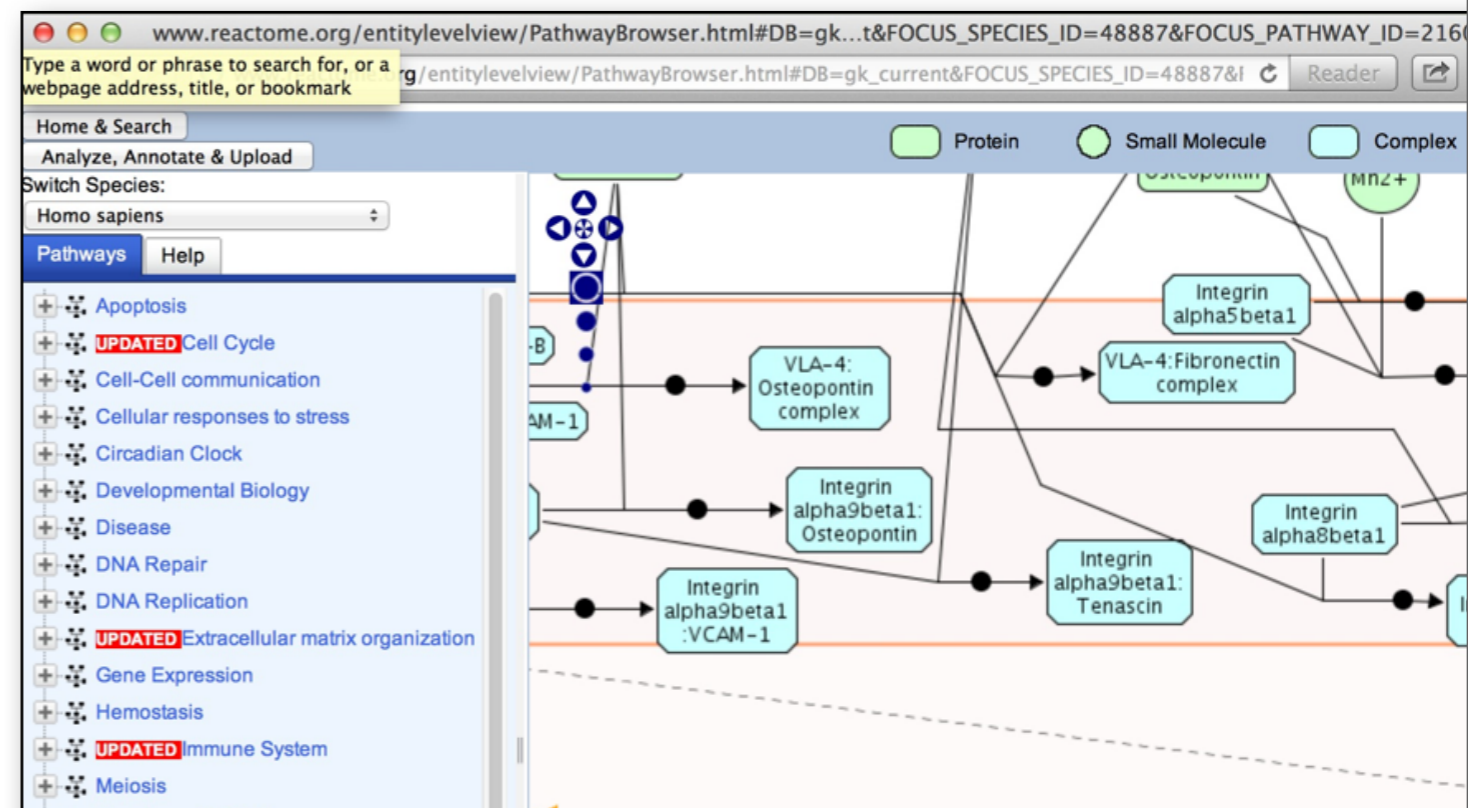 www.reactome.org/entitylevelview/PathwayBrowser.html#DB=gk...t&FOCUS_SPECIES_ID=48887&FOCUS_PATHWAY_ID=216
Type a word or phrase to search for, or a
webpage address, title, or bookmark
rg/entitylevelview/PathwayBrowser.html#DB=gk_current&FOCUS_SPECIES_ID=48887&
Reader
Home & Search
Analyze, Annotate & Upload
Protein
Small Molecule
Complex
Switch Species:
Homo sapiens
Pathways
Help
Apoptosis
UPDATED Cell Cycle
Cell-Cell communication
Cellular responses to stress
Circadian Clock
Developmental Biology
Disease
DNA Repair
DNA Replication
UPDATED Extracellular matrix organization
Gene Expression
Hemostasis
UPDATED Immune System
Meiosis
Osteopontin
Mn2+
Integrin
alpha5beta1
-B
VLA-4:
Osteopontin
complex
VLA-4:Fibronectin
complex
AM-1
Integrin
alpha9beta1:
Osteopontin
Integrin
alpha8beta1
Integrin
alpha9beta1:
Tenascin
Integrin
alpha9beta1
:VCAM-1